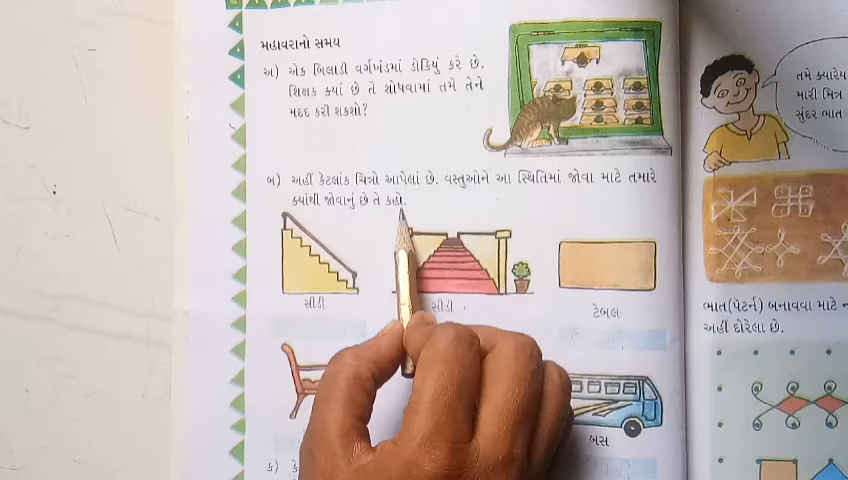 મહાવરાનો સમય
અ) એક બિલાડી વર્ગખંડમાં ડોકિયું કરે છે.
શિક્ષક ક્યાં છે તે શોધવામાં તમે તેને
મદદ કરી શકશો?
બ) અહીં કેટલાંક ચિત્રો આપેલાં છે. વસ્તુઓને આ સ્થિતિમાં જોવા માટે તમારે
ક્યાંથી જોવાનું છે તે કહો.
સીડી
સીડી
ટેબલ
બસ
ક)
તમે ક્યારેય
મારી મિત્ર
સુંદર ભાત
ભાત(પેટર્ન) બનાવવા માટે
અહીં દોરેલા છે.